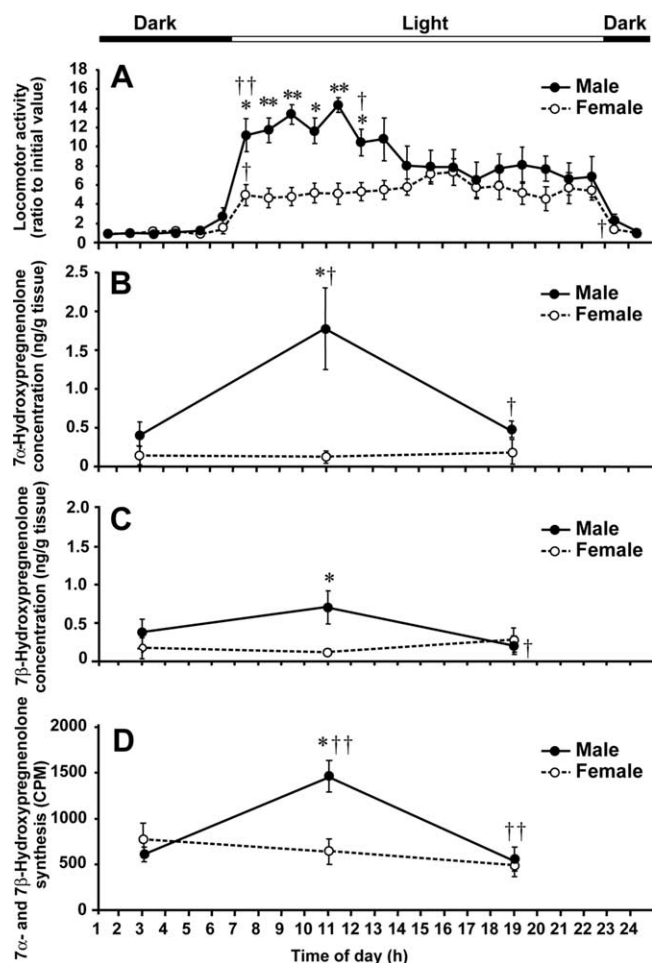 Dark Light Dark
A
Locomotor activity
(ratio to initial value)
18
16
14
12
10
8
6
4
2
0
†† * ** ** * ** † *
†
†
Male
Female
B
7α-Hydroxypregnenolone
concentration (ng/g tissue)
2.5
2.0
1.5
1.0
0.5
0
*†
†
Male
Female
C
7β-Hydroxypregnenolone
concentration (ng/g tissue)
2.0
1.5
1.0
0.5
0
*
†
Male
Female
D
7α- and 7β-Hydroxypregnenolone
synthesis (CPM)
2000
1500
1000
500
0
*††
††
Male
Female
1 2 3 4 5 6 7 8 9 10 11 12 13 14 15 16 17 18 19 20 21 22 23 24
Time of day (h)